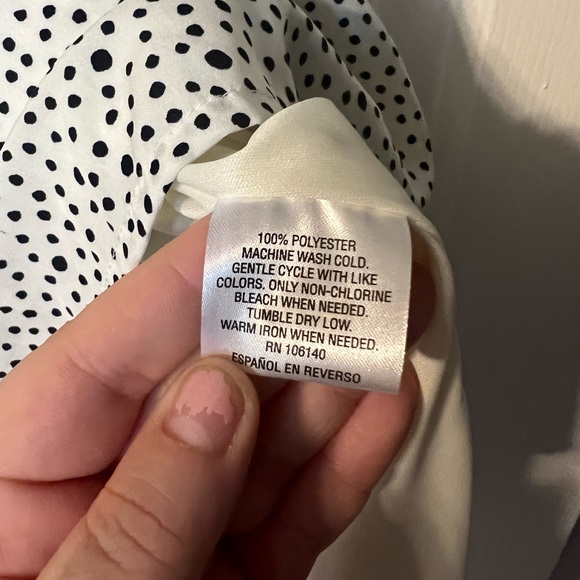 100% POLYESTER
MACHINE WASH COLD.
GENTLE CYCLE WITH LIKE
COLORS. ONLY NON-CHLORINE
BLEACH WHEN NEEDED.
TUMBLE DRY LOW.
WARM IRON WHEN NEEDED.
RN 106140
ESPAÑOL EN REVERSO